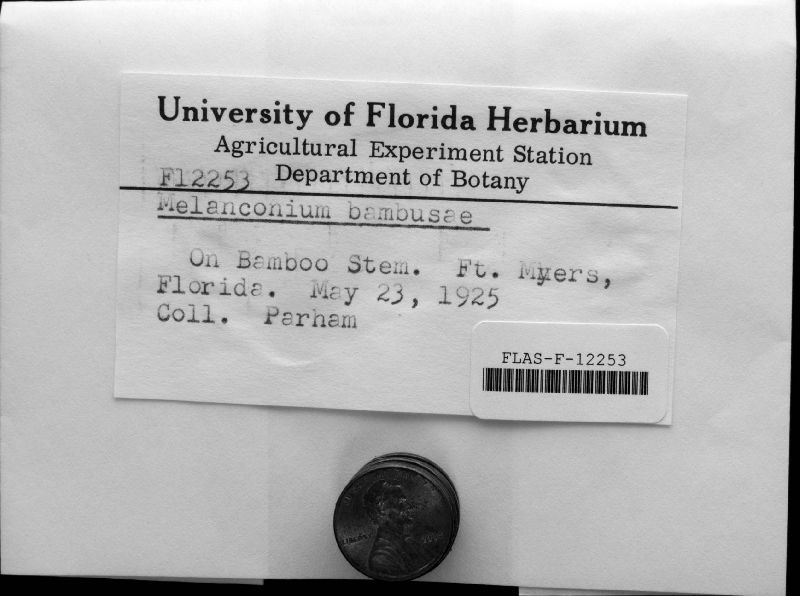 University of Florida Herbarium
Agricultural Experiment Station
F12253 Department of Botany
Melanconium bambusae
On Bamboo Stem. Ft. Myers,
Florida. May 23, 1925
Coll. Parham
FLAS-F-12253
LIBERTY